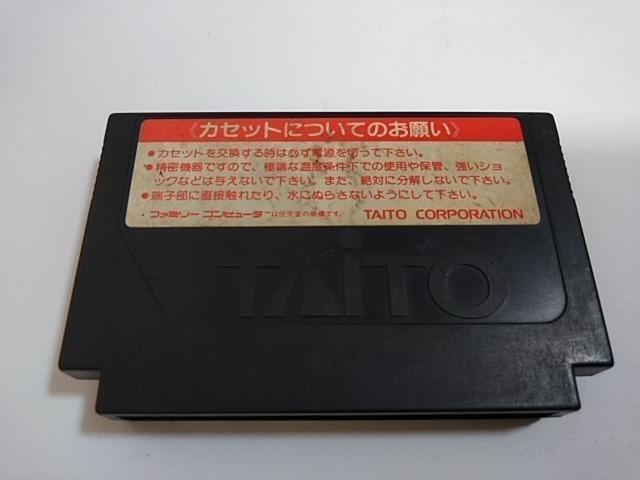 《カセットについてのお願い》
●カセットを交換する時は必ず電源を切って下さい。
●精密機器ですので、極端な温度条件下での使用や保管、強いショ
ックなどは与えないで下さい。また、絶対に分解しないで下さい。
●端子部に直接触れたり、水にぬらさないようにして下さい。
ファミリー コンピュータ™は任天堂の商標です。 TAITO CORPORATION
TAITO